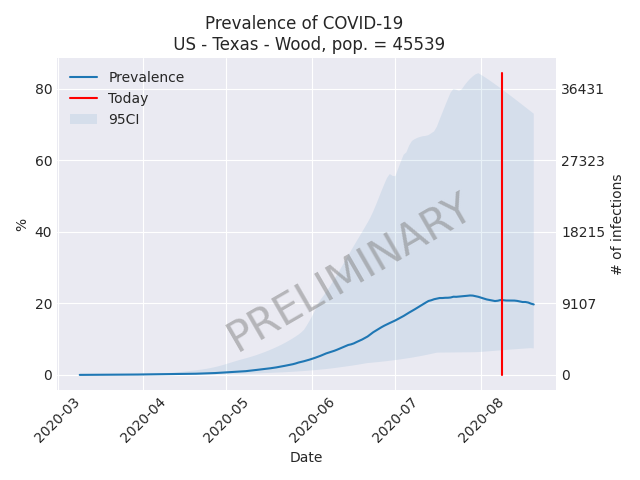 Prevalence of COVID-19
US - Texas - Wood, pop. = 45539
Prevalence
Today
95CI
80
60
40
20
0
%
36431
27323
18215
9107
0
# of infections
PRELIMINARY
2020-03
2020-04
2020-05
2020-06
2020-07
2020-08
Date